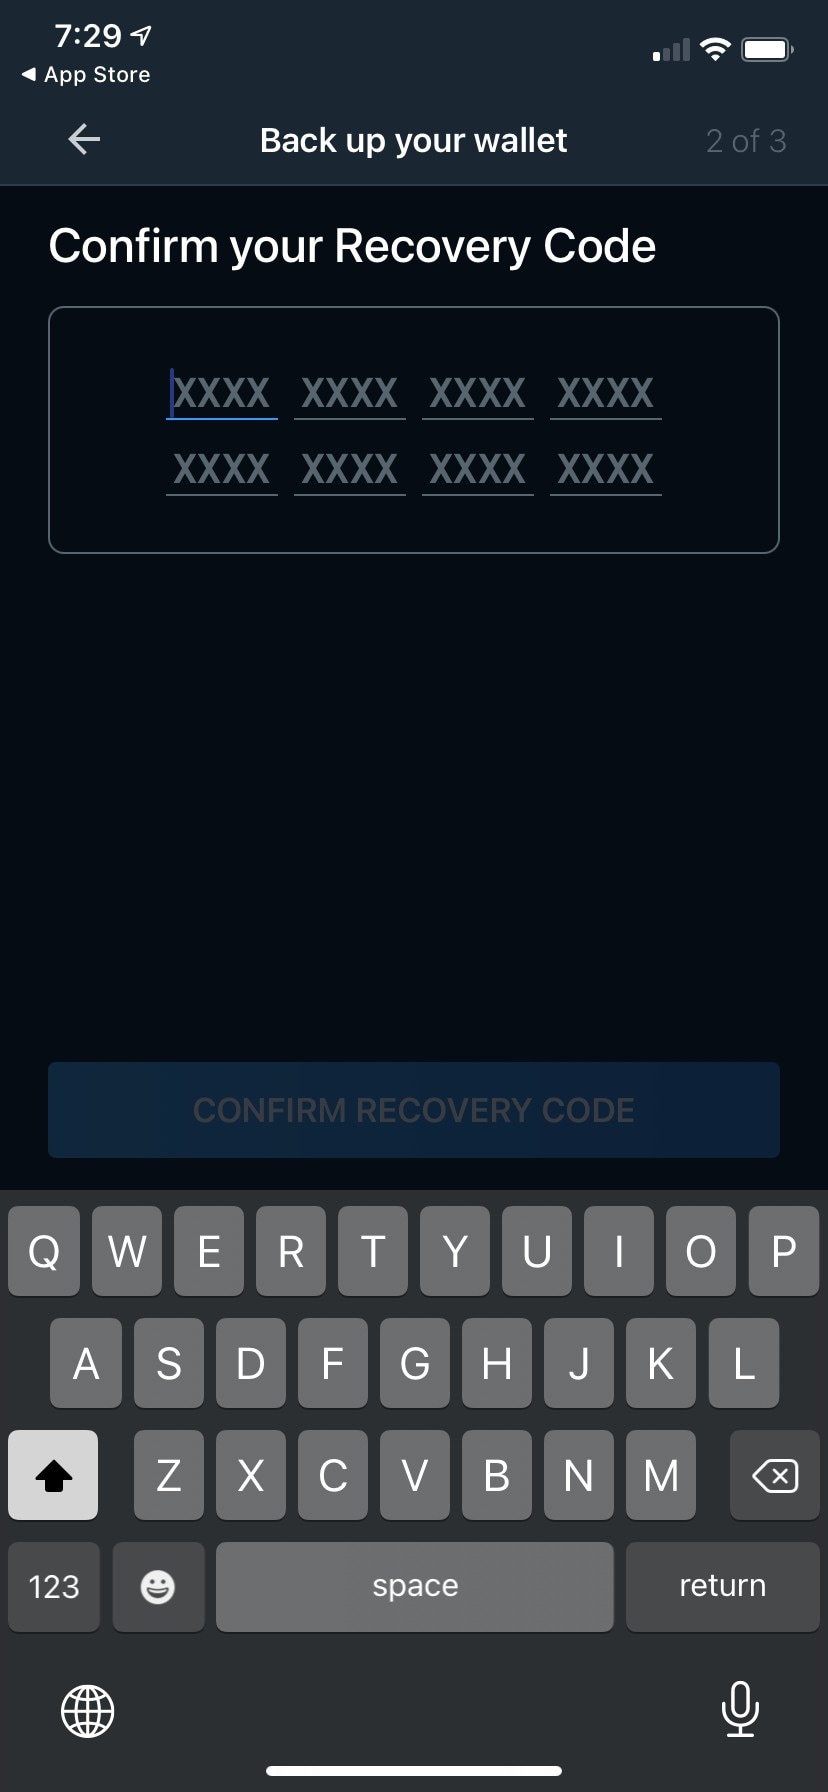 7:29
App Store
Back up your wallet 2 of 3
Confirm your Recovery Code
XXXX XXXX XXXX XXXX
XXXX XXXX XXXX XXXX
CONFIRM RECOVERY CODE
Q W E R T Y U I O P
A S D F G H J K L
Z X C V B N M
123 space return